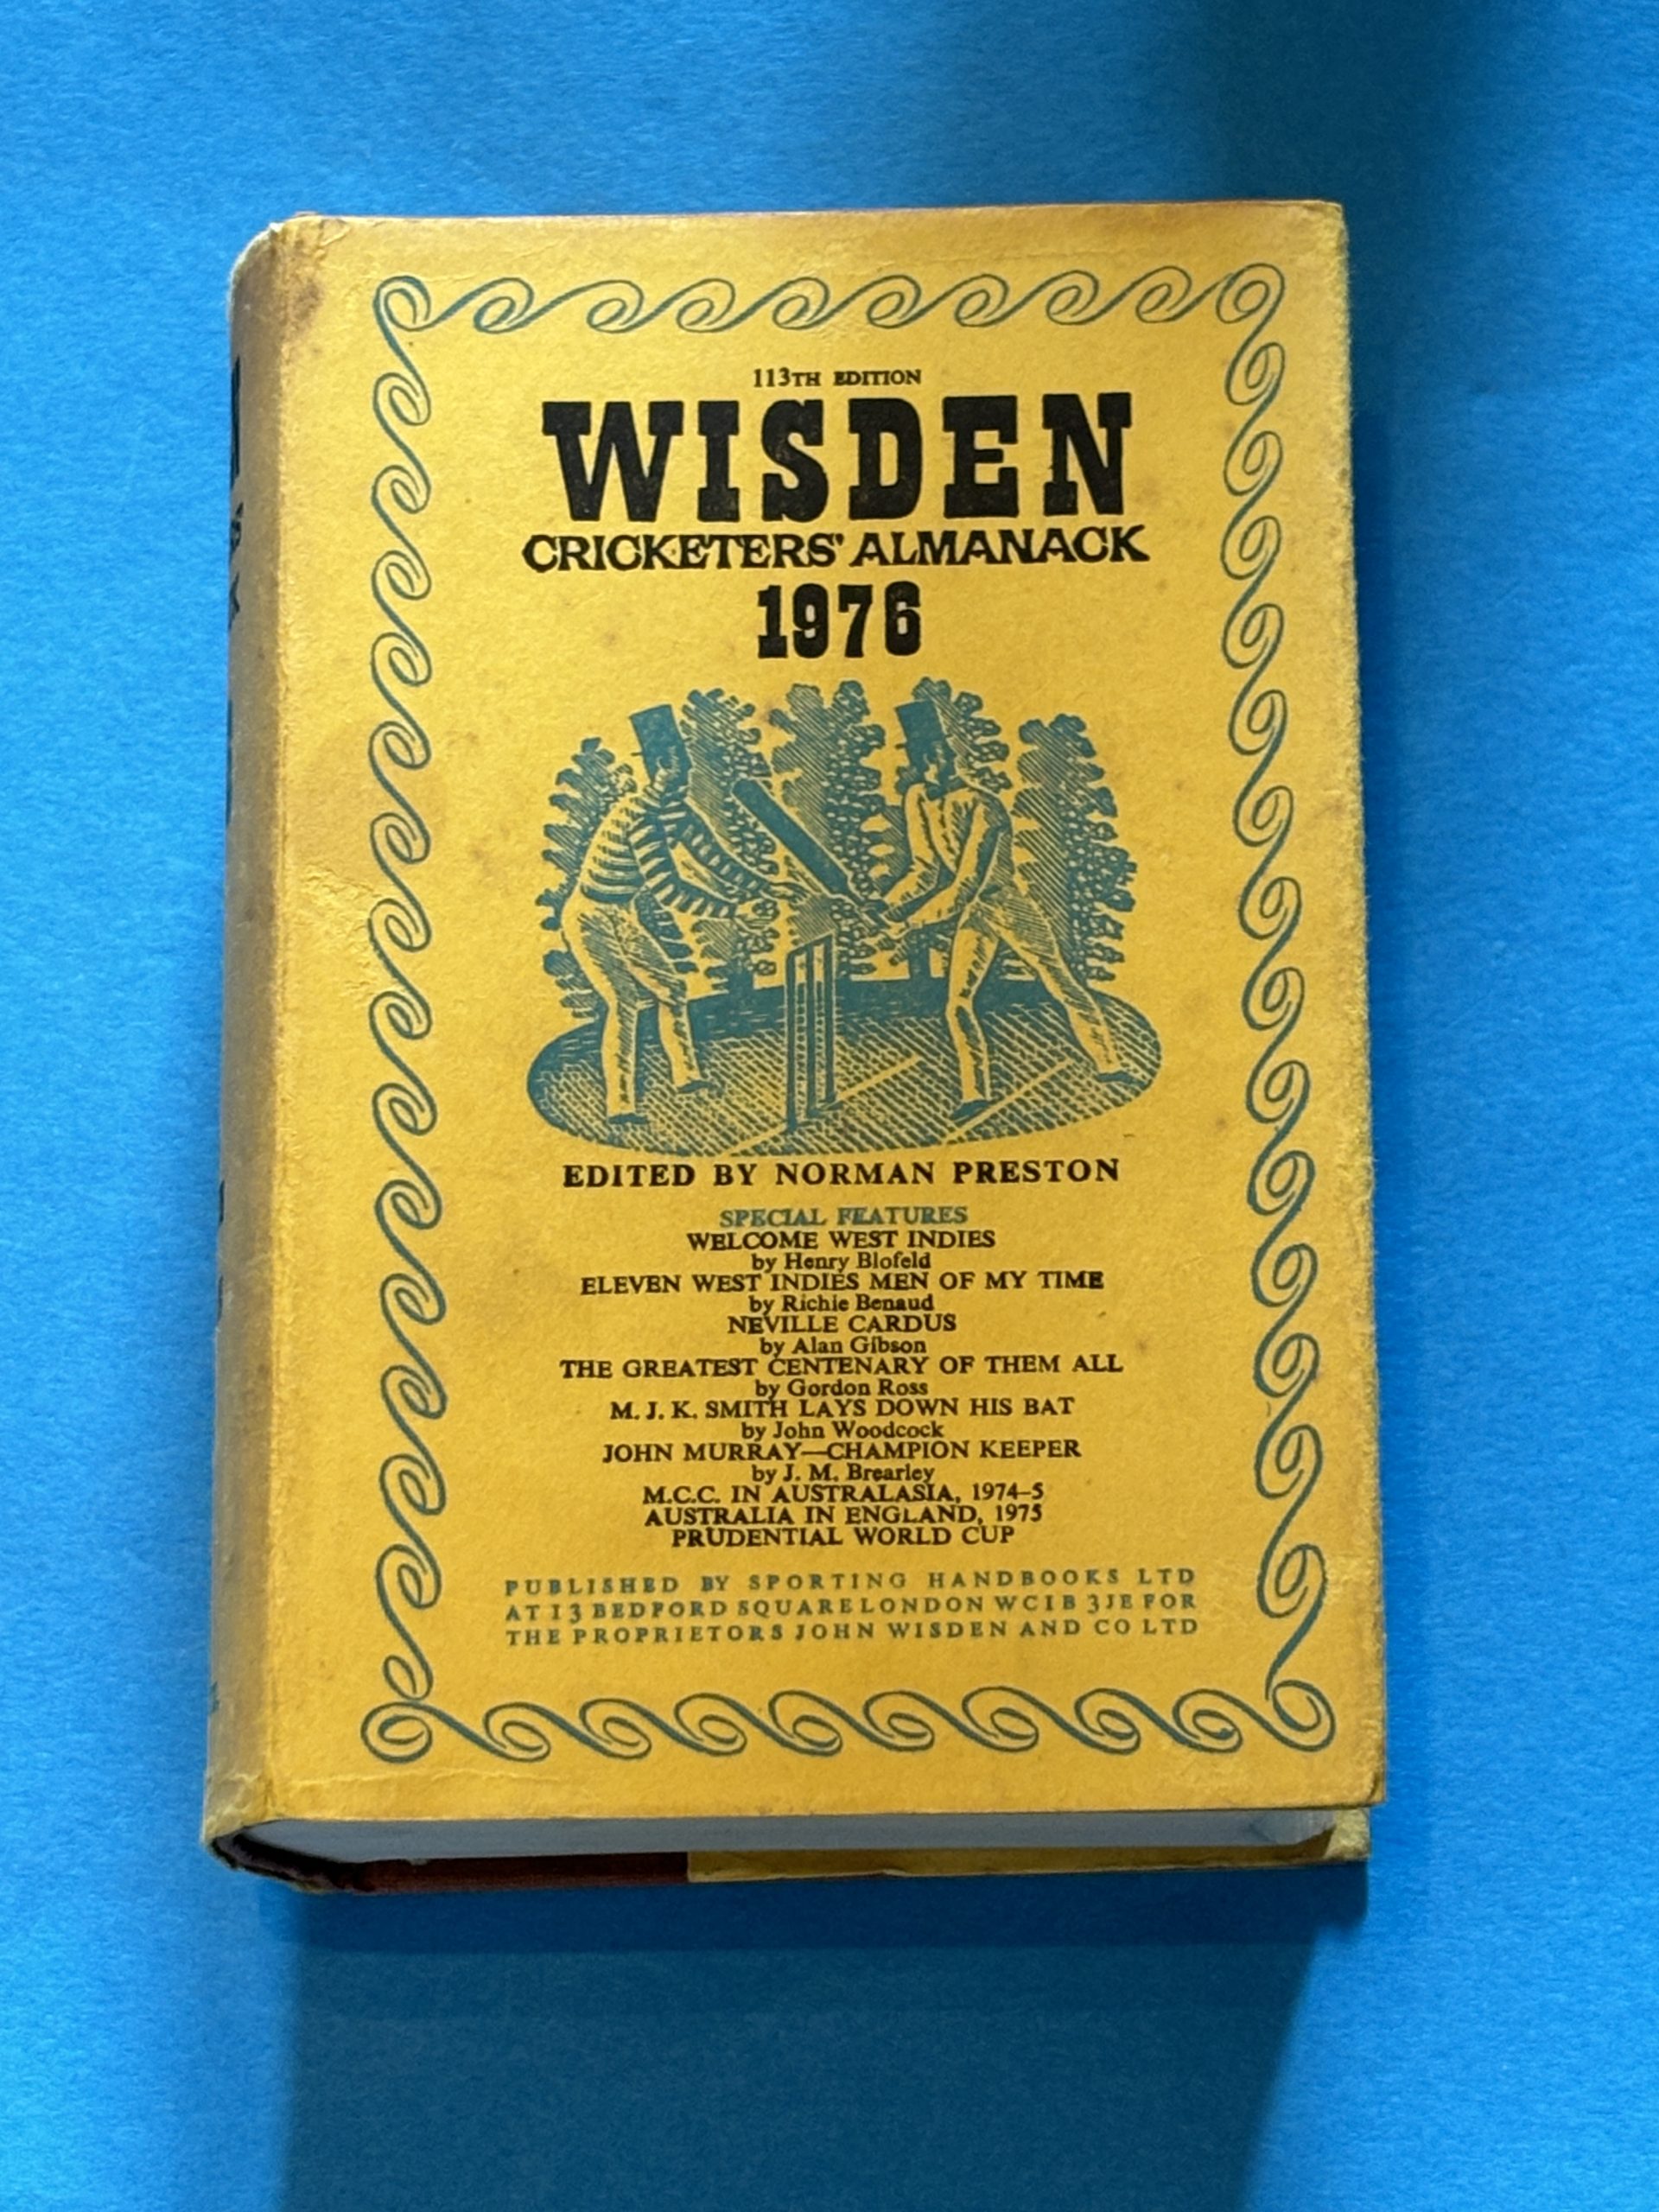 113TH EDITION
WISDEN
CRICKETERS' ALMANACK
1976
EDITED BY NORMAN PRESTON
SPECIAL FEATURES
WELCOME WEST INDIES
by Henry Blofeld
ELEVEN WEST INDIES MEN OF MY TIME
by Richie Benaud
NEVILLE CARDUS
by Alan Gibson
THE GREATEST CENTENARY OF THEM ALL
by Gordon Ross
M. J. K. SMITH LAYS DOWN HIS BAT
by John Woodcock
JOHN MURRAY—CHAMPION KEEPER
by J. M. Brearley
M.C.C. IN AUSTRALASIA, 1974–5
AUSTRALIA IN ENGLAND, 1975
PRUDENTIAL WORLD CUP
PUBLISHED BY SPORTING HANDBOOKS LTD
AT 13 BEDFORD SQUARE LONDON WC1B 3JE FOR
THE PROPRIETORS JOHN WISDEN AND CO LTD